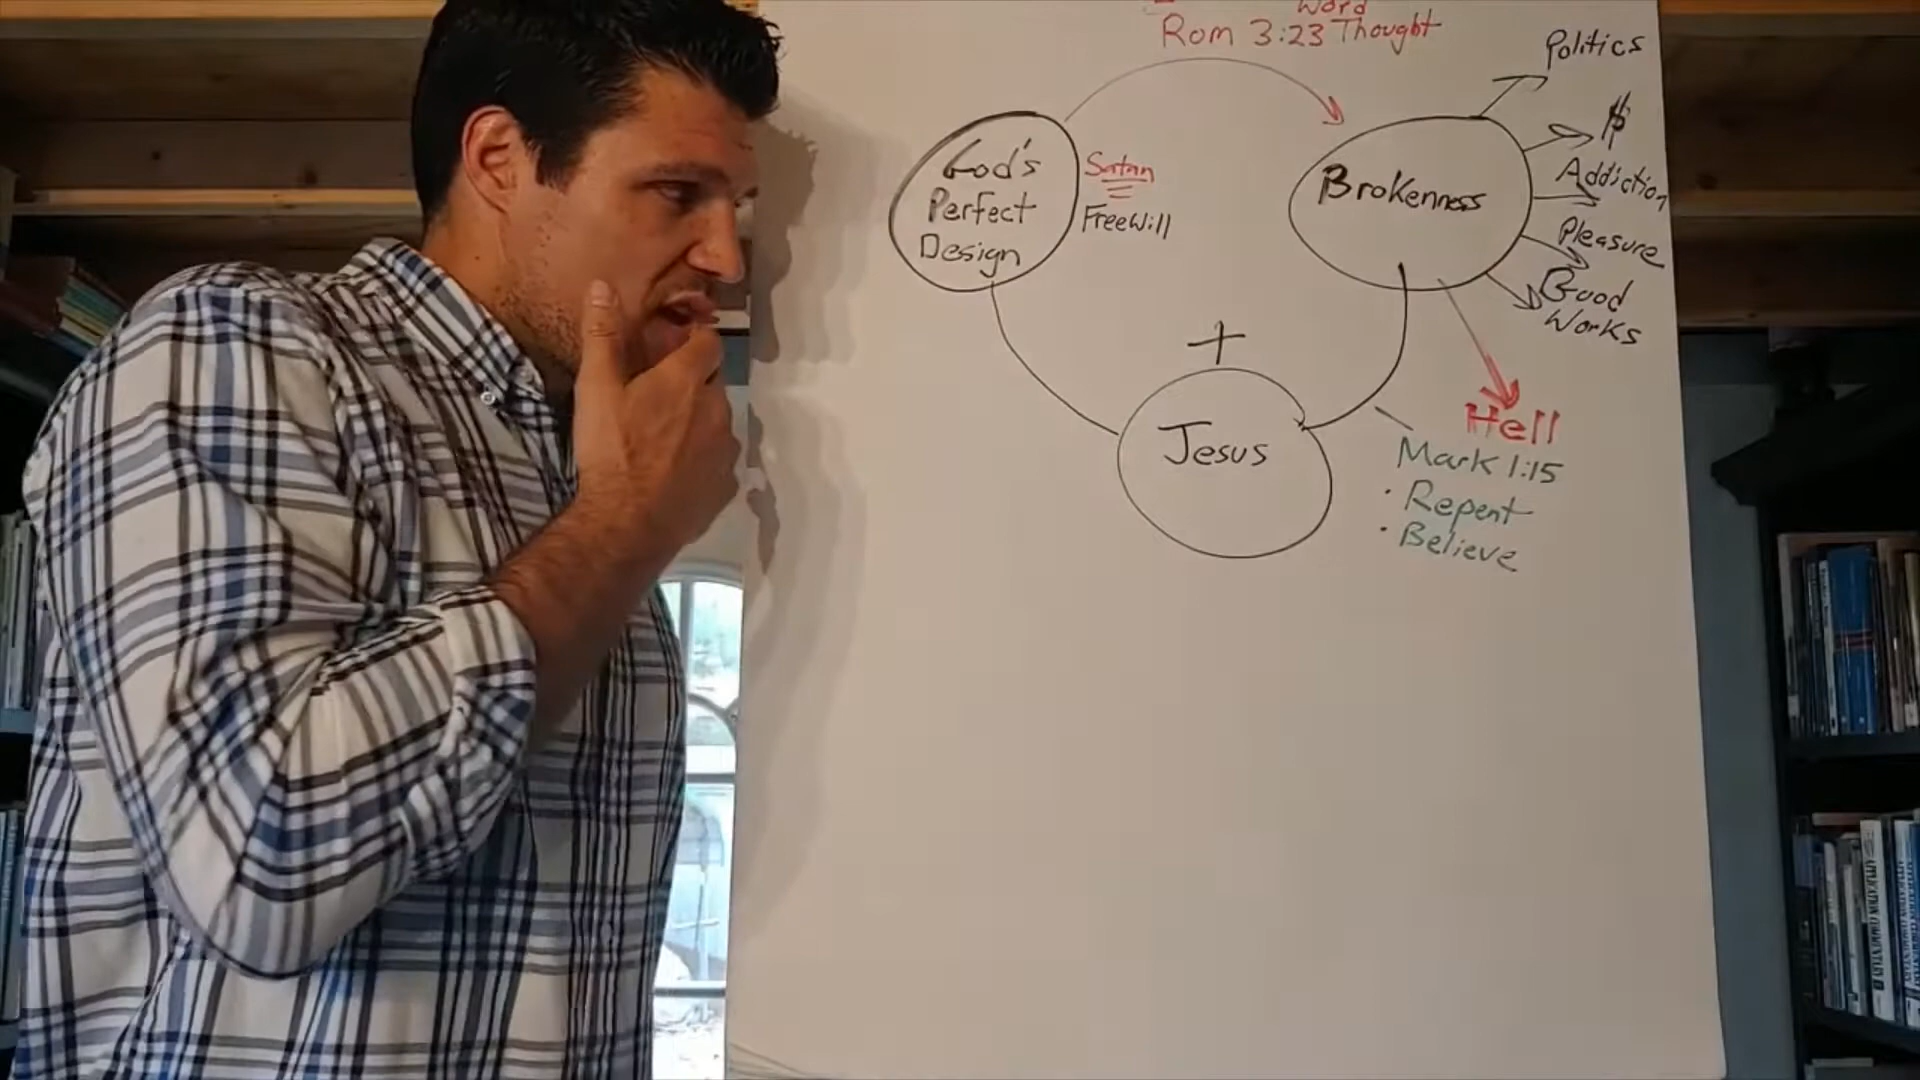 Word
Rom 3:23 Thought
God's
Perfect
Design
Satan
FreeWill
Brokenness
Politics
$
Addiction
Pleasure
Good
Works
Hell
Jesus
Mark 1:15
• Repent
• Believe